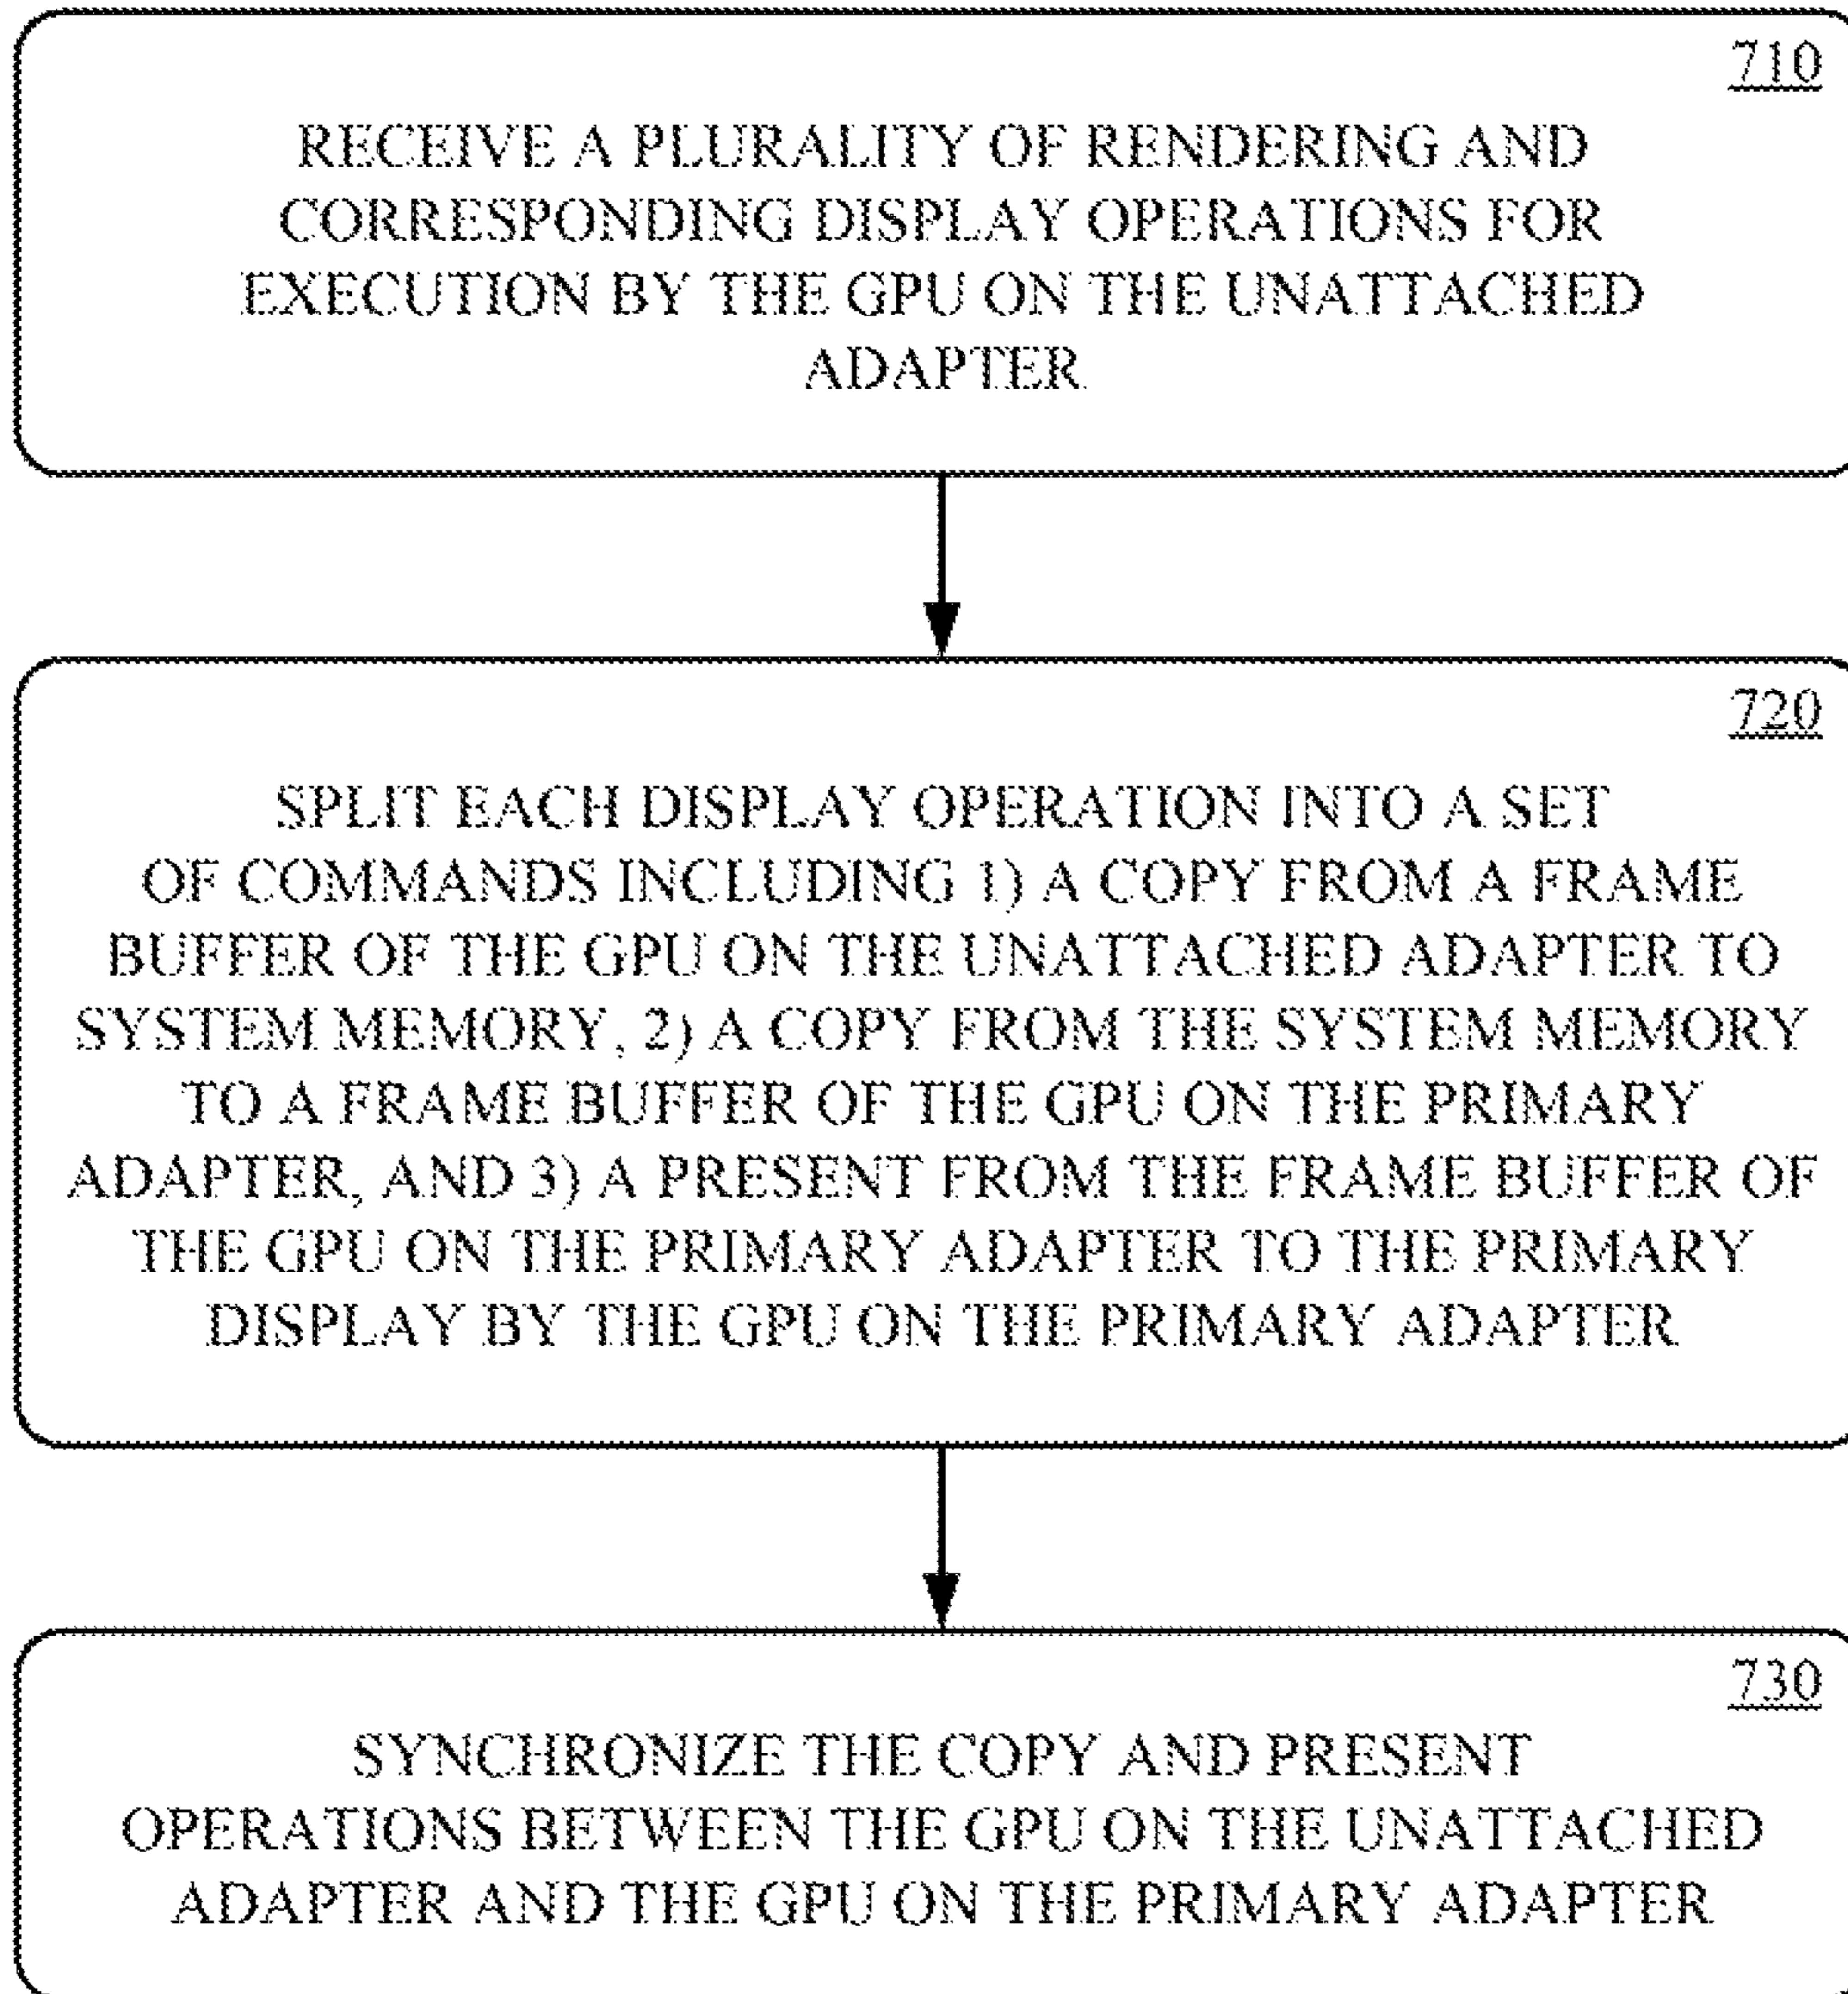 710
RECEIVE A PLURALITY OF RENDERING AND
CORRESPONDING DISPLAY OPERATIONS FOR
EXECUTION BY THE GPU ON THE UNATTACHED
ADAPTER
720
SPLIT EACH DISPLAY OPERATION INTO A SET
OF COMMANDS INCLUDING 1) A COPY FROM A FRAME
BUFFER OF THE GPU ON THE UNATTACHED ADAPTER TO
SYSTEM MEMORY, 2) A COPY FROM THE SYSTEM MEMORY
TO A FRAME BUFFER OF THE GPU ON THE PRIMARY
ADAPTER, AND 3) A PRESENT FROM THE FRAME BUFFER OF
THE GPU ON THE PRIMARY ADAPTER TO THE PRIMARY
DISPLAY BY THE GPU ON THE PRIMARY ADAPTER
730
SYNCHRONIZE THE COPY AND PRESENT
OPERATIONS BETWEEN THE GPU ON THE UNATTACHED
ADAPTER AND THE GPU ON THE PRIMARY ADAPTER